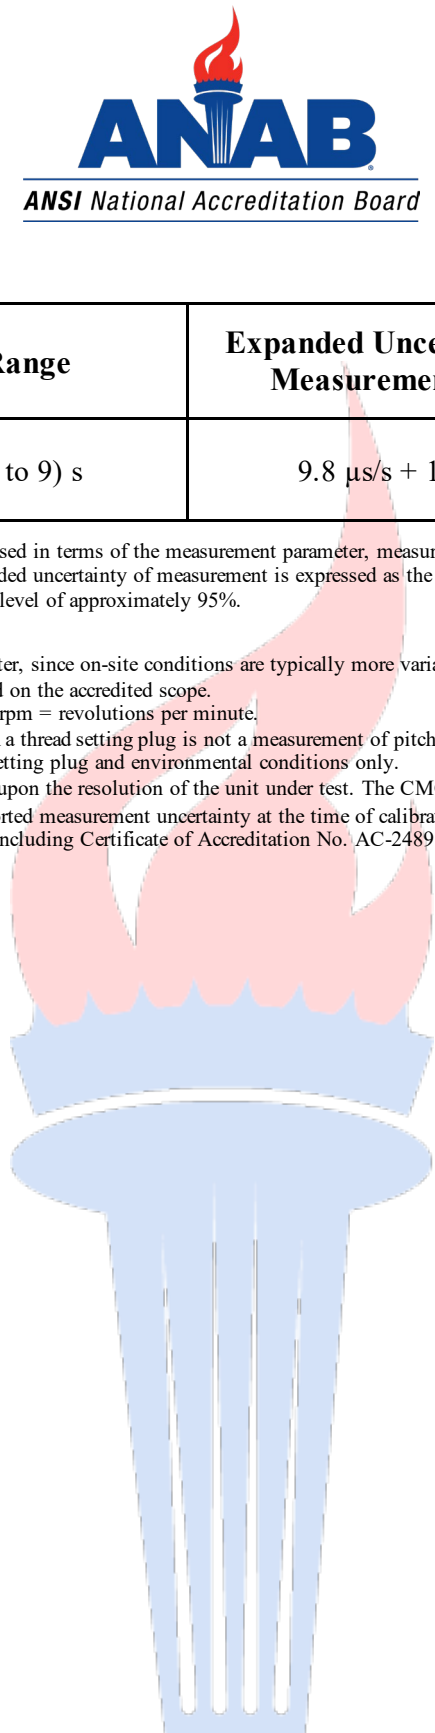 ANAB
ANSI National Accreditation Board
Range
Expanded Unce
Measuremen
to 9) s
9.8 µs/s + 1
sed in terms of the measurement parameter, measur
ded uncertainty of measurement is expressed as the
level of approximately 95%.
ter, since on-site conditions are typically more varia
d on the accredited scope.
rpm = revolutions per minute.
a thread setting plug is not a measurement of pitch
etting plug and environmental conditions only.
upon the resolution of the unit under test. The CMC
rted measurement uncertainty at the time of calibrat
ncluding Certificate of Accreditation No. AC-2489